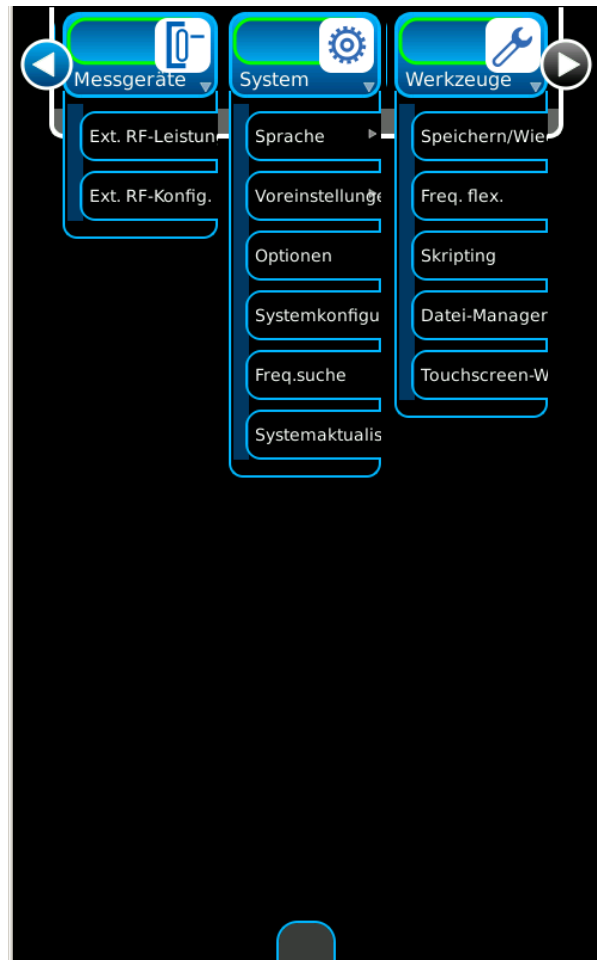 Messgeräte
Ext. RF-Leistun
Ext. RF-Konfig.
System
Sprache
Voreinstellunge
Optionen
Systemkonfigu
Freq.suche
Systemaktualis
Werkzeuge
Speichern/Wie
Freq. flex.
Skripting
Datei-Manager
Touchscreen-W